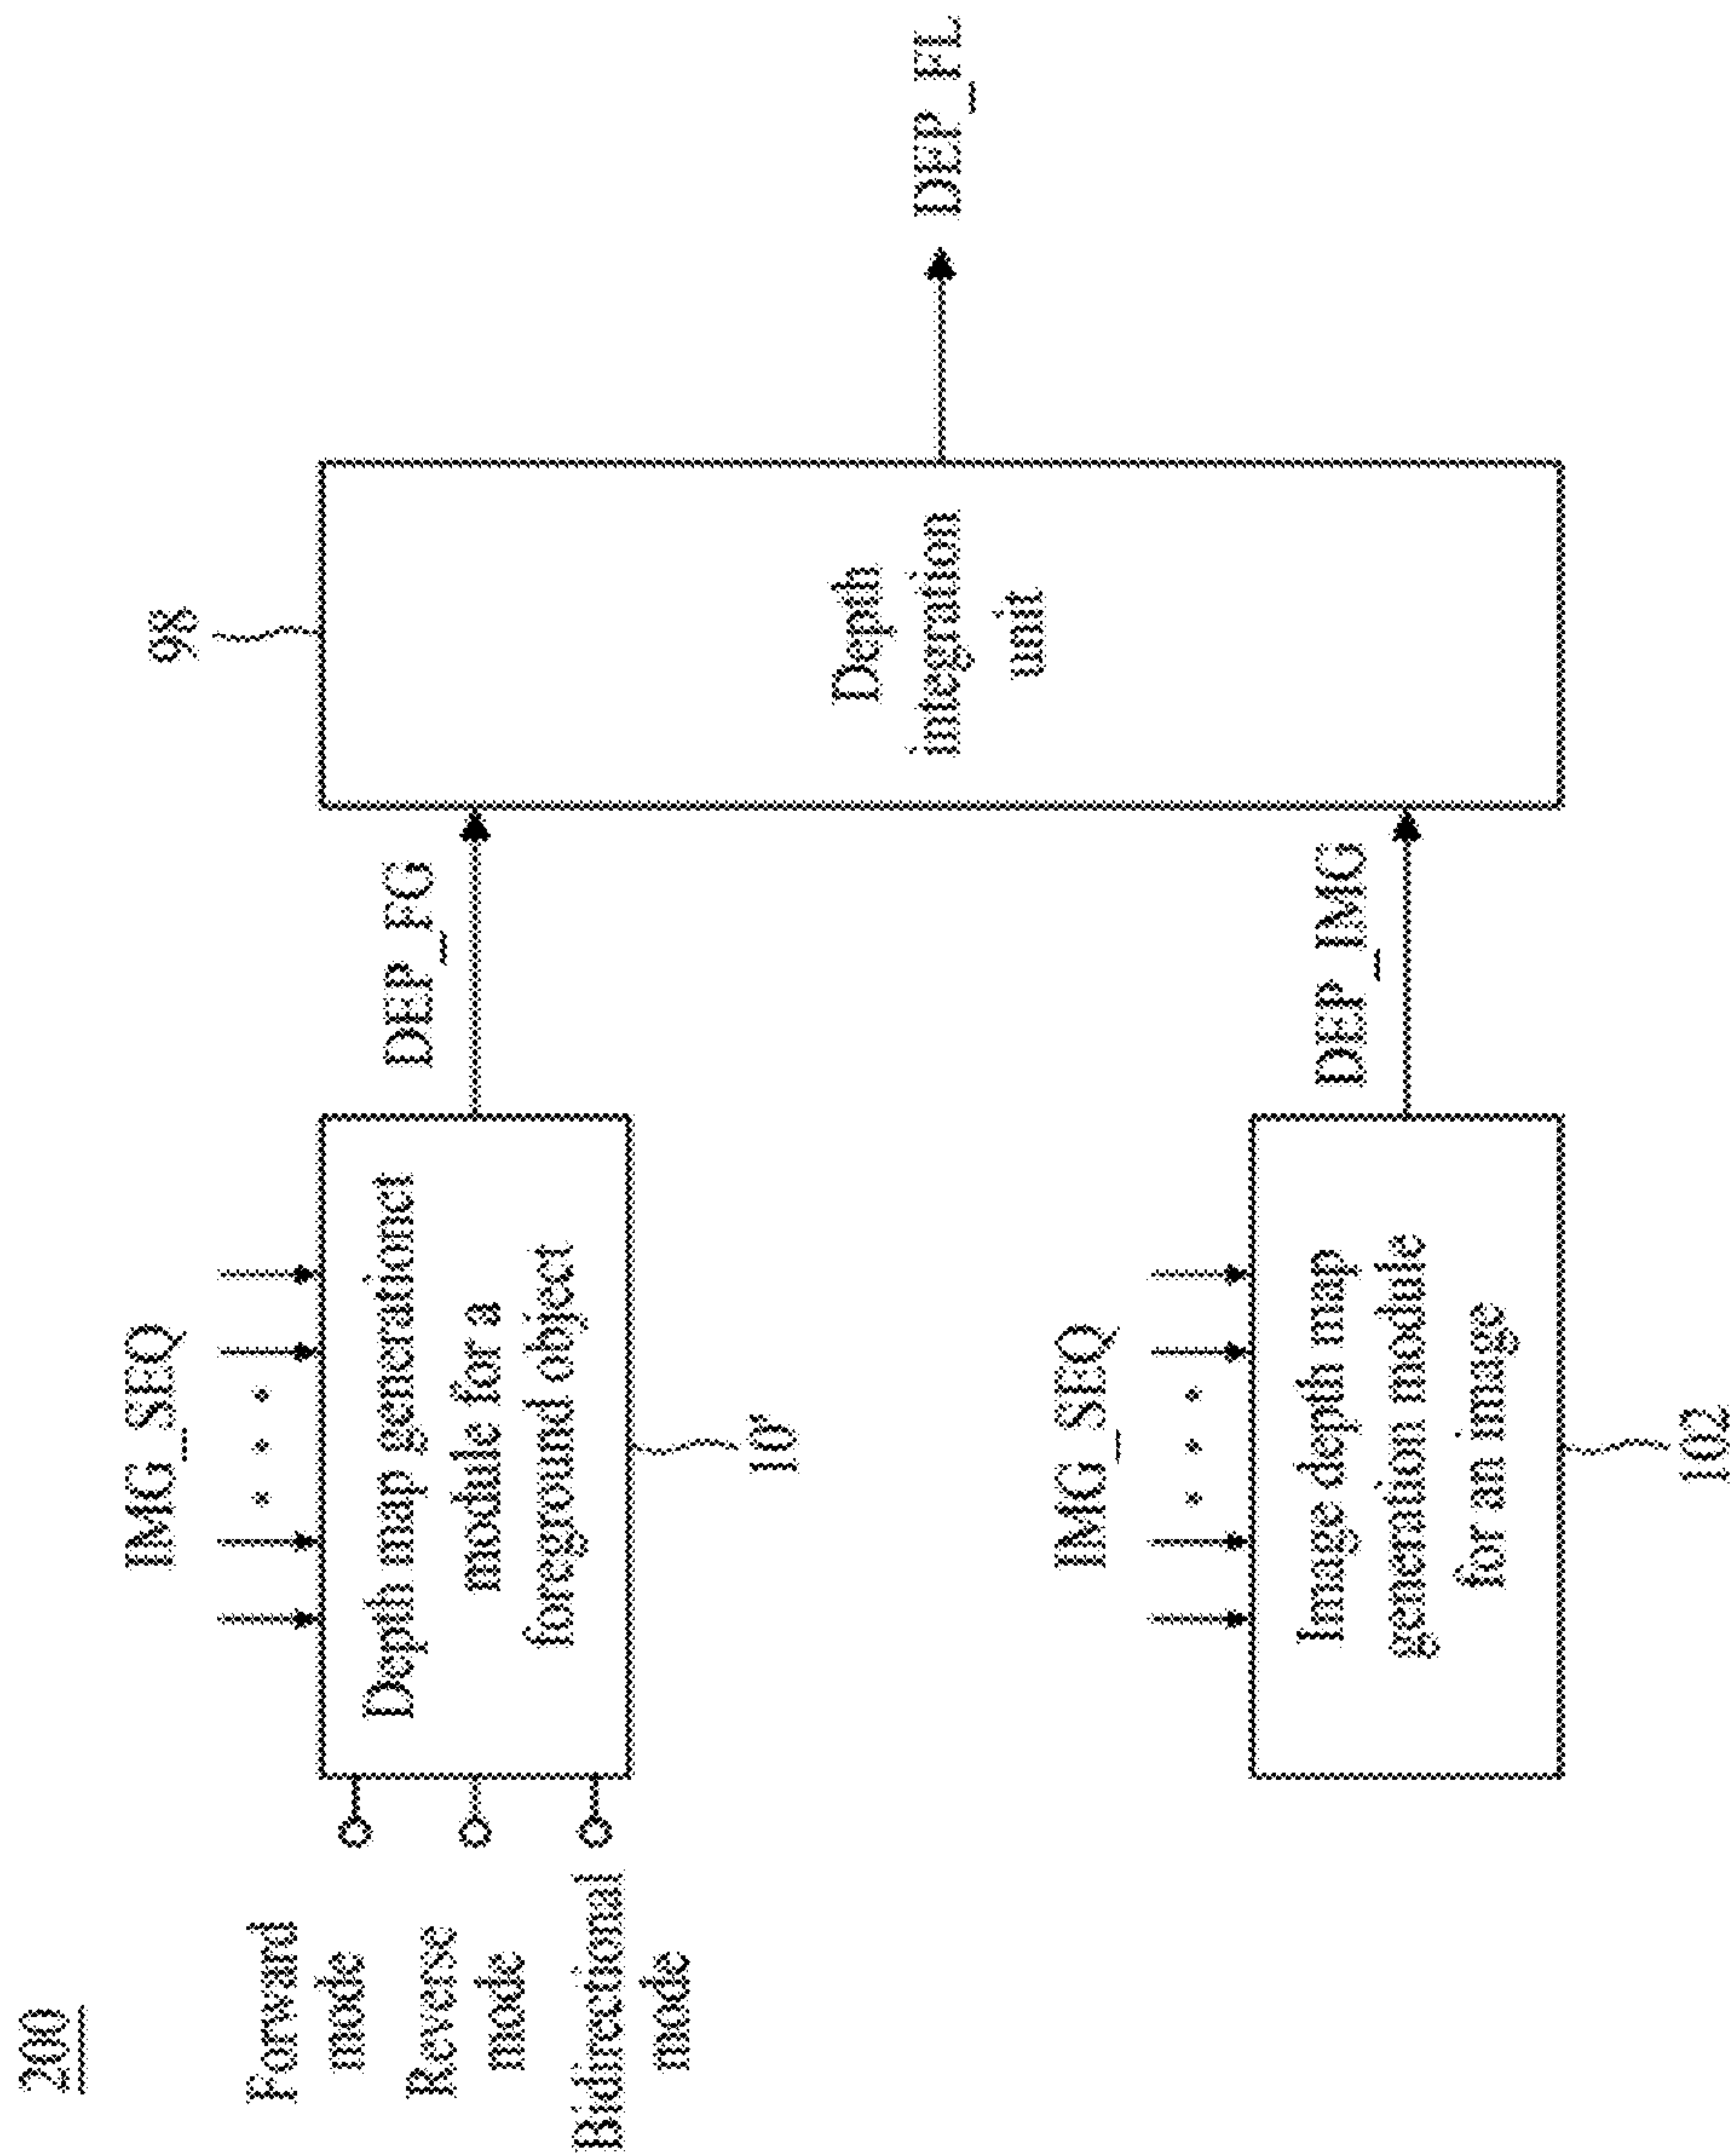 200
Forward
mode
Reverse
mode
Bidirectional
mode
IMG_SEQ
Depth map generationct
module for a
foreground object
10'
DEP_FG
98
Depth
integration
unit
DEP_FL
IMG_SEQ
Image depth map
generation module
for an image
102
DEP_IMG